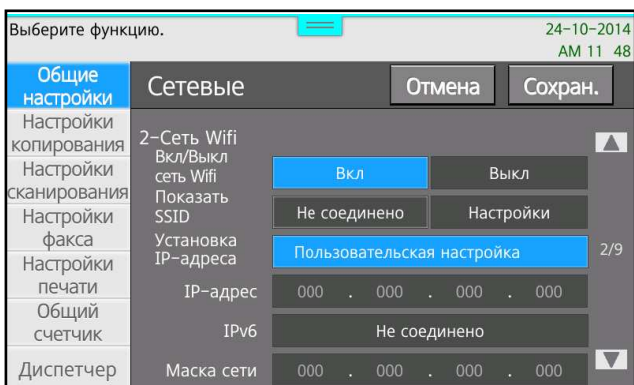 Выберите функцию.
24-10-2014
AM 11 48
Общие
настройки
Сетевые
Отмена
Сохран.
Настройки
копирования
Настройки
сканирования
Настройки
факса
Настройки
печати
Общий
счетчик
Диспетчер
2-Сеть Wifi
Вкл/Выкл
сеть Wifi
Вкл
Выкл
Показать
SSID
Не соединено
Настройки
Установка
IP-адреса
Пользовательская настройка
2/9
IP-адрес
000 . 000 . 000 . 000
IPv6
Не соединено
Маска сети
000 . 000 . 000 . 000